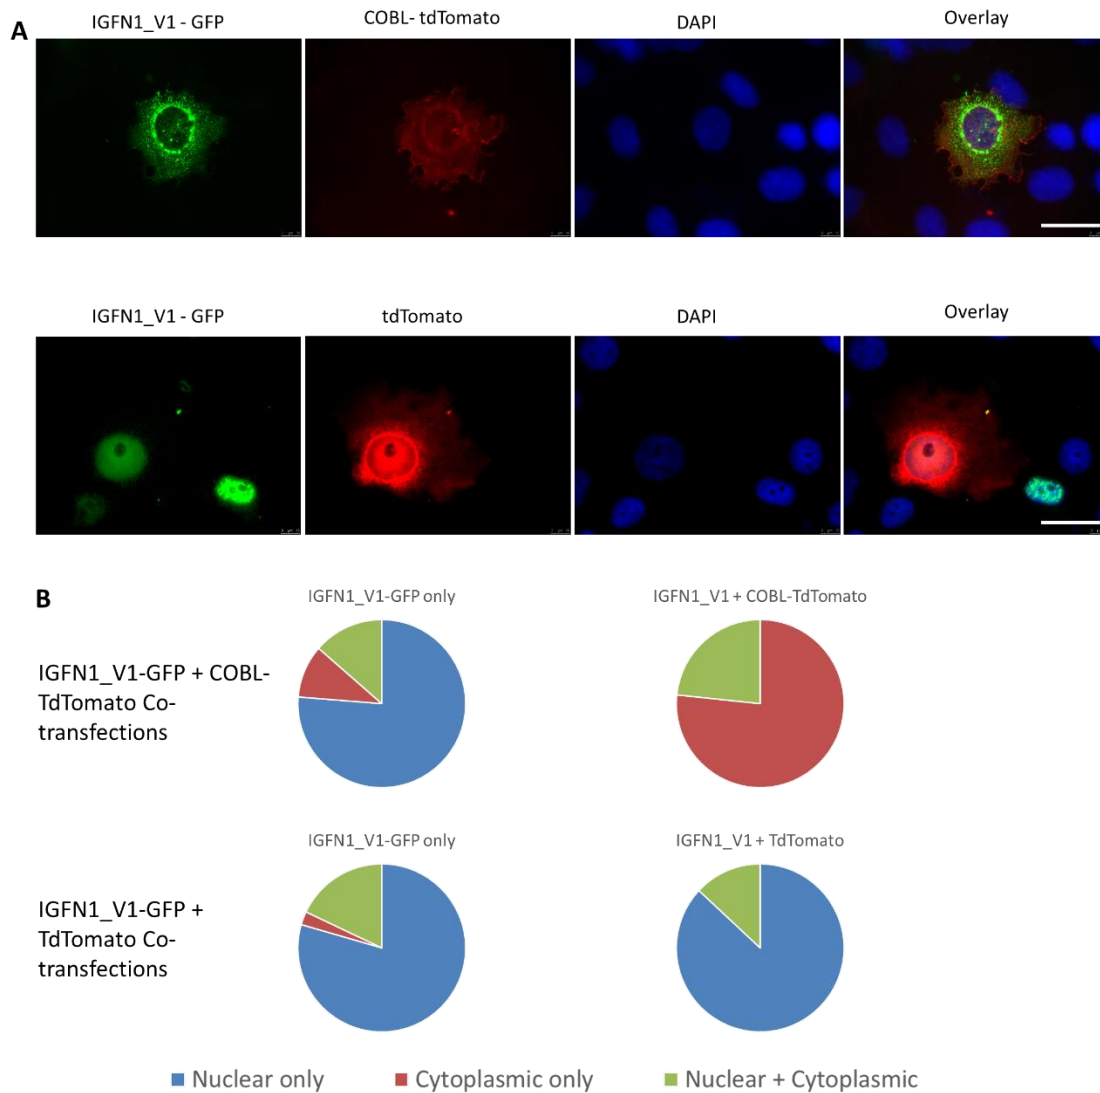 A
IGFN1_V1 - GFP
COBL- tdTomato
DAPI
Overlay
IGFN1_V1 - GFP
tdTomato
DAPI
Overlay
B
IGFN1_V1-GFP + COBL-
TdTomato Co-
transfections
IGFN1_V1-GFP only
IGFN1_V1 + COBL-TdTomato
IGFN1_V1-GFP +
TdTomato Co-
transfections
IGFN1_V1-GFP only
IGFN1_V1 + TdTomato
Nuclear only
Cytoplasmic only
Nuclear + Cytoplasmic